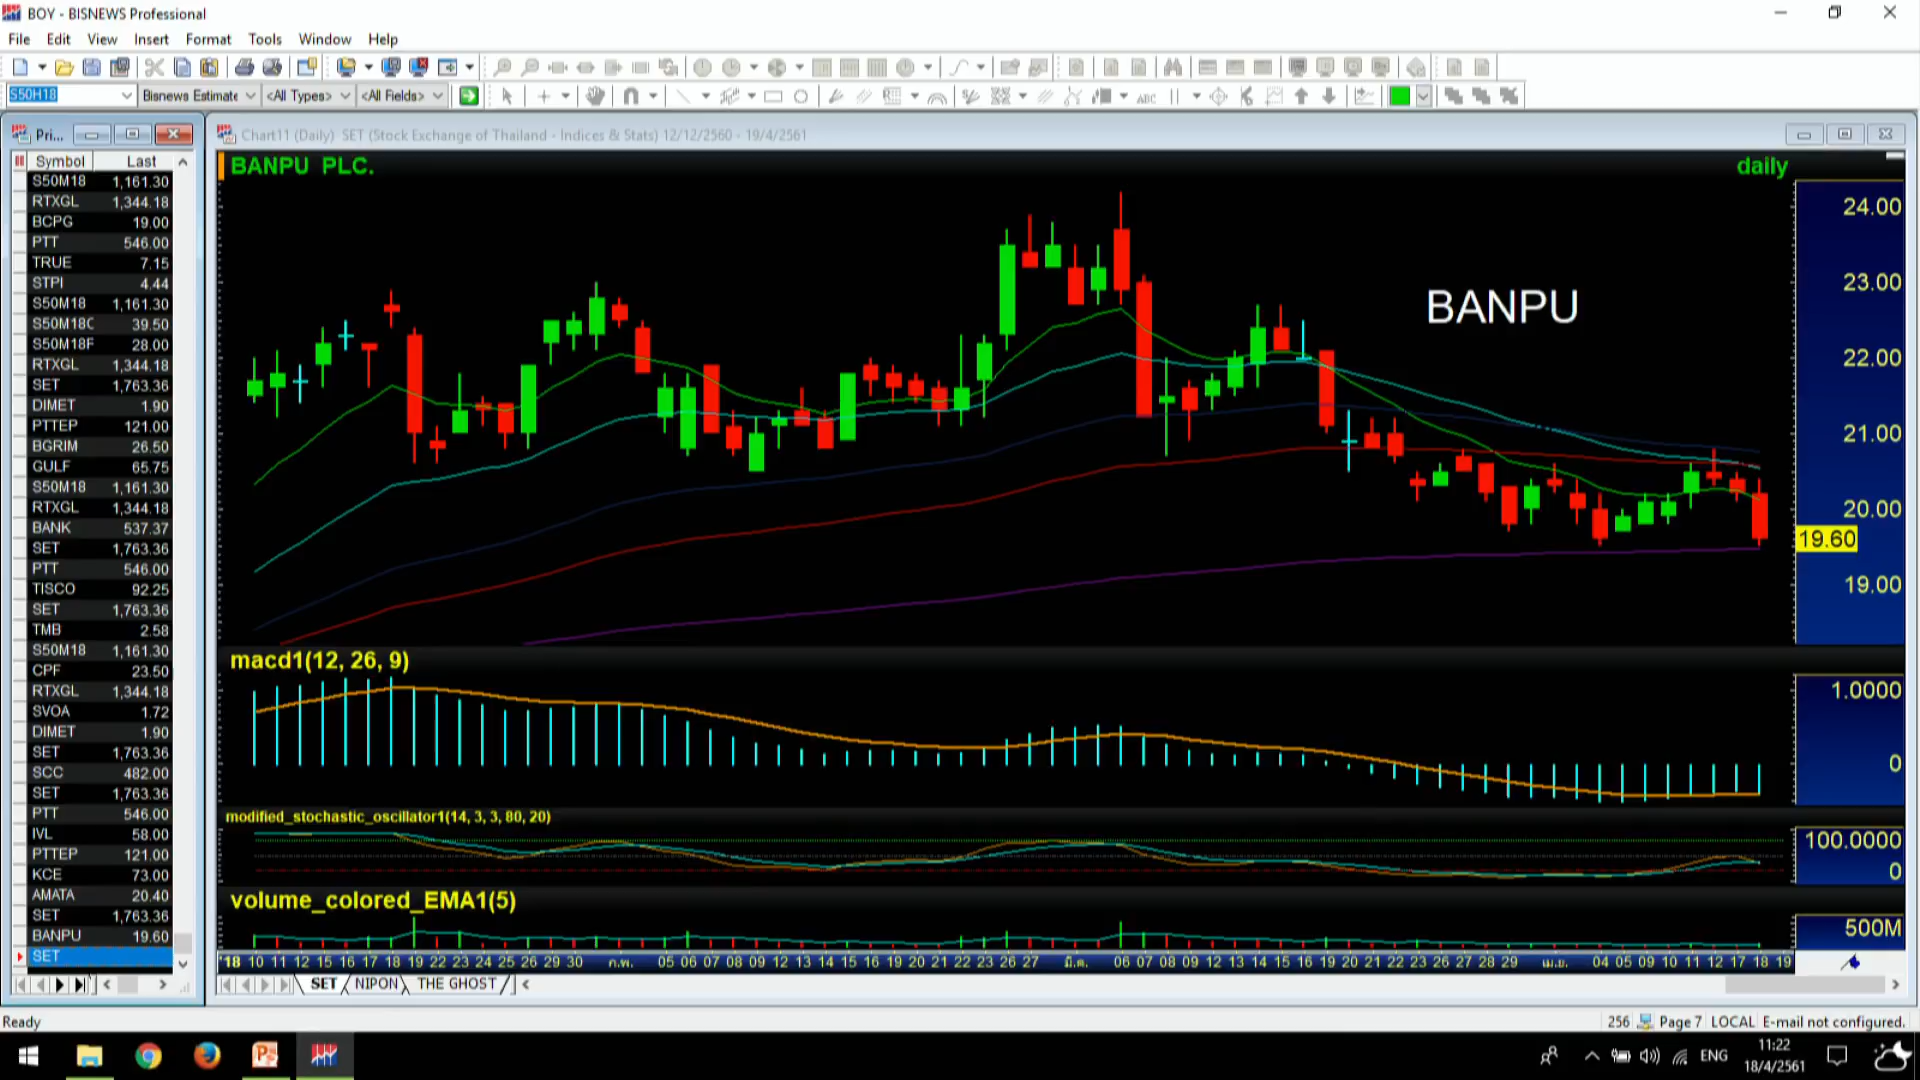 BOY - BISNEWS Professional
File Edit View Insert Format Tools Window Help
S50H18 Bisnews Estimate <All Types> <All Fields>
ABC
Pri...
Chart11 (Daily) SET (Stock Exchange of Thailand - Indices & Stats) 12/12/2560 - 19/4/2561
Symbol Last
S50M18 1,161.30
RTXGL 1,344.18
BCPG 19.00
PTT 546.00
TRUE 7.15
STPI 4.44
S50M18 1,161.30
S50M18C 39.50
S50M18F 28.00
RTXGL 1,344.18
SET 1,763.36
DIMET 1.90
PTTEP 121.00
BGRIM 26.50
GULF 65.75
S50M18 1,161.30
RTXGL 1,344.18
BANK 537.37
SET 1,763.36
PTT 546.00
TISCO 92.25
SET 1,763.36
TMB 2.58
S50M18 1,161.30
CPF 23.50
RTXGL 1,344.18
SVOA 1.72
DIMET 1.90
SET 1,763.36
SCC 482.00
SET 1,763.36
PTT 546.00
IVL 58.00
PTTEP 121.00
KCE 73.00
AMATA 20.40
SET 1,763.36
BANPU 19.60
SET
BANPU PLC.
daily
BANPU
24.00
23.00
22.00
21.00
20.00
19.60
19.00
macd1(12, 26, 9)
1.0000
0
modified_stochastic_oscillator1(14, 3, 3, 80, 20)
100.0000
0
volume_colored_EMA1(5)
500M
'18 10 11 12 15 16 17 18 19 22 23 24 25 26 29 30 ก.พ. 05 06 07 08 09 12 13 14 15 16 19 20 21 22 23 26 27 มี.ค. 06 07 08 09 12 13 14 15 16 19 20 21 22 23 26 27 28 29 เม.ย. 04 05 09 10 11 12 17 18 19
SET NIPON THE GHOST
Ready
256 Page 7 LOCAL E-mail not configured.
ENG
11:22
18/4/2561